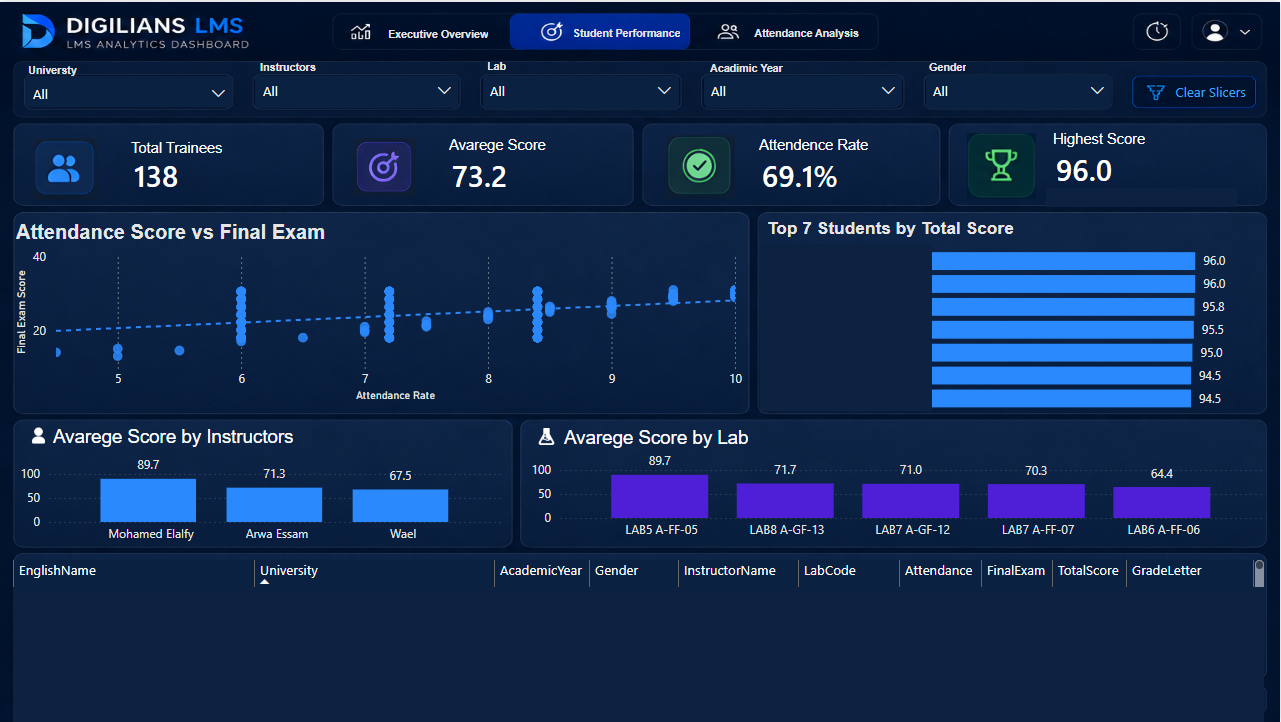 DIGILIANS LMS
LMS ANALYTICS DASHBOARD
Executive Overview
Student Performance
Attendance Analysis
Universty
All
Instructors
All
Lab
All
Acadimic Year
All
Gender
All
Clear Slicers
Total Trainees
138
Avarege Score
73.2
Attendence Rate
69.1%
Highest Score
96.0
Attendance Score vs Final Exam
Final Exam Score
40
20
5 6 7 8 9 10
Attendance Rate
Top 7 Students by Total Score
96.0
96.0
95.8
95.5
95.0
94.5
94.5
Avarege Score by Instructors
100
50
0
89.7 71.3 67.5
Mohamed Elalfy Arwa Essam Wael
Avarege Score by Lab
100
50
0
89.7 71.7 71.0 70.3 64.4
LAB5 A-FF-05 LAB8 A-GF-13 LAB7 A-GF-12 LAB7 A-FF-07 LAB6 A-FF-06
EnglishName University AcademicYear Gender InstructorName LabCode Attendance FinalExam TotalScore GradeLetter